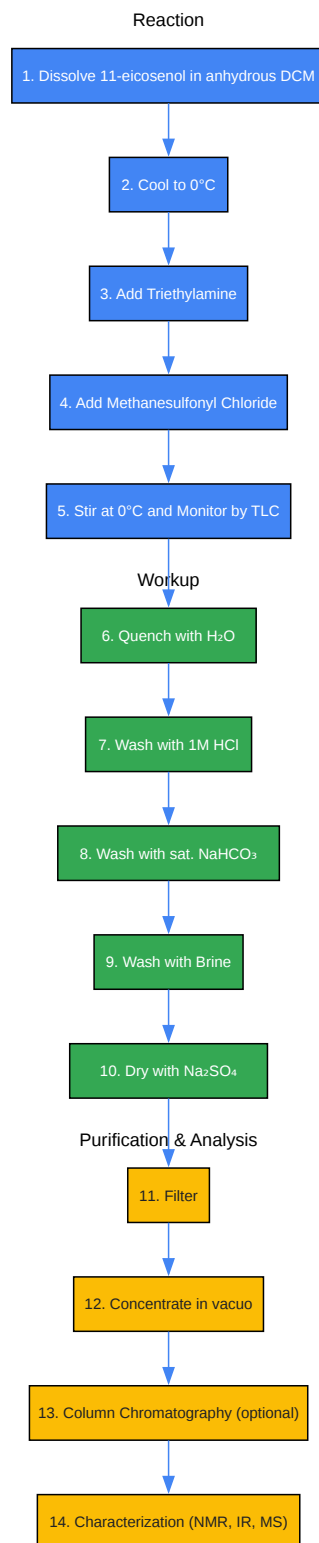 Reaction
1. Dissolve 11-eicosenol in anhydrous DCM
2. Cool to 0°C
3. Add Triethylamine
4. Add Methanesulfonyl Chloride
5. Stir at 0°C and Monitor by TLC
Workup
6. Quench with H₂O
7. Wash with 1M HCl
8. Wash with sat. NaHCO₃
9. Wash with Brine
10. Dry with Na₂SO₄
Purification & Analysis
11. Filter
12. Concentrate in vacuo
13. Column Chromatography (optional)
14. Characterization (NMR, IR, MS)